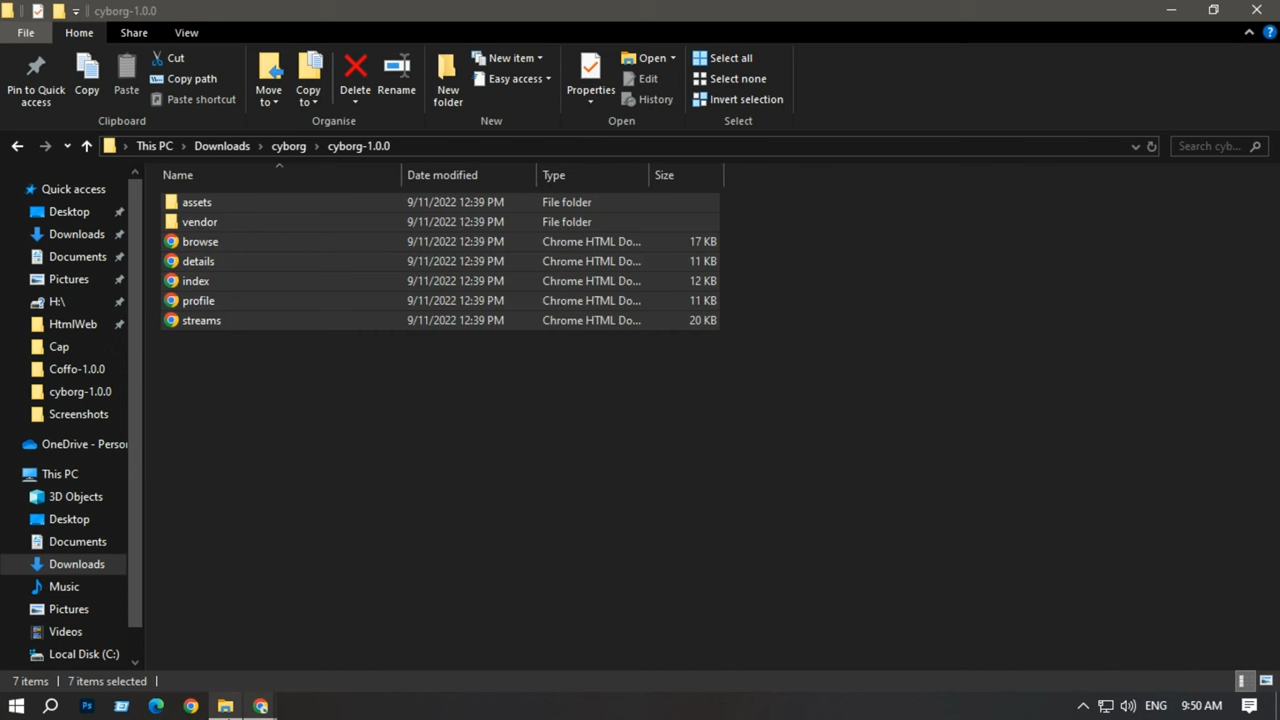 cyborg-1.0.0
File Home Share View
Pin to Quick access
Copy
Paste
Cut
Copy path
Paste shortcut
Clipboard
Move to
Copy to
Delete
Rename
Organise
New folder
New item
Easy access
New
Properties
Open
Edit
History
Open
Select all
Select none
Invert selection
Select
This PC > Downloads > cyborg > cyborg-1.0.0
Search cyb...
Name Date modified Type Size
assets 9/11/2022 12:39 PM File folder
vendor 9/11/2022 12:39 PM File folder
browse 9/11/2022 12:39 PM Chrome HTML Do... 17 KB
details 9/11/2022 12:39 PM Chrome HTML Do... 11 KB
index 9/11/2022 12:39 PM Chrome HTML Do... 12 KB
profile 9/11/2022 12:39 PM Chrome HTML Do... 11 KB
streams 9/11/2022 12:39 PM Chrome HTML Do... 20 KB
Quick access
Desktop
Downloads
Documents
Pictures
H:\
HtmlWeb
Cap
Coffo-1.0.0
cyborg-1.0.0
Screenshots
OneDrive - Perso
This PC
3D Objects
Desktop
Documents
Downloads
Music
Pictures
Videos
Local Disk (C:)
7 items 7 items selected
Ps
ENG 9:50 AM